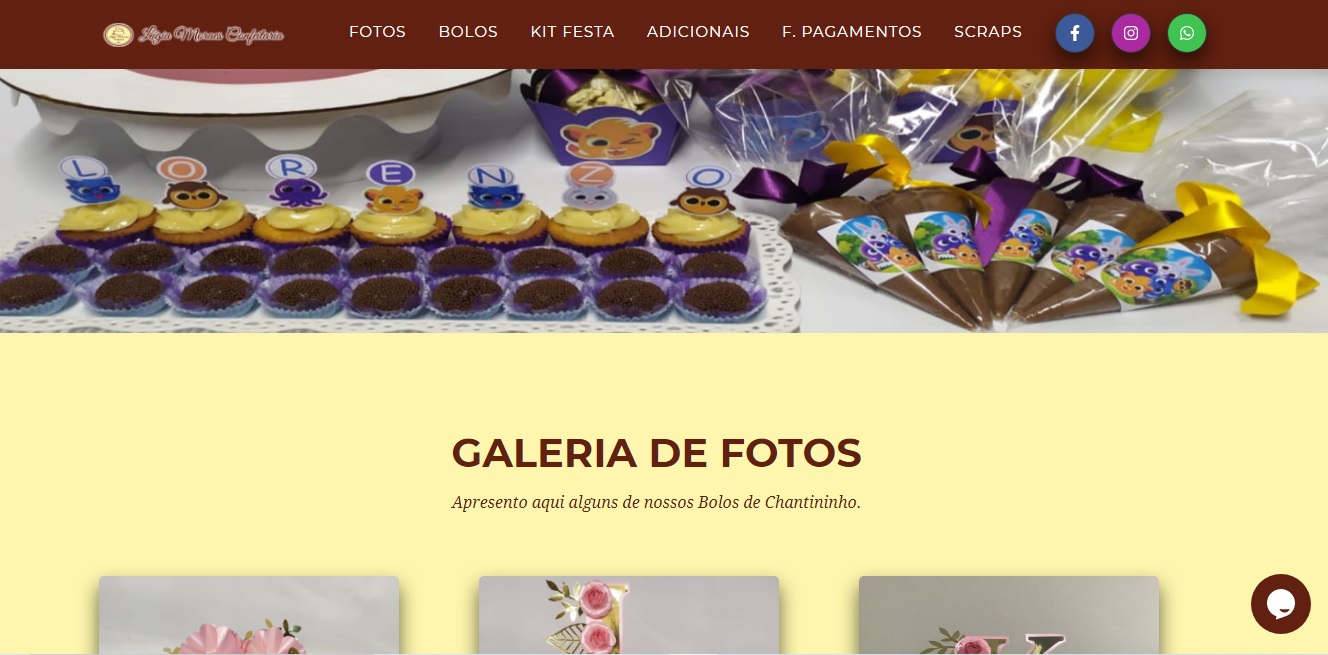 Ligia Moraes Confeitaria
FOTOS BOLOS KIT FESTA ADICIONAIS F. PAGAMENTOS SCRAPS
L O R E N Z O
GALERIA DE FOTOS
Apresento aqui alguns de nossos Bolos de Chantininho.